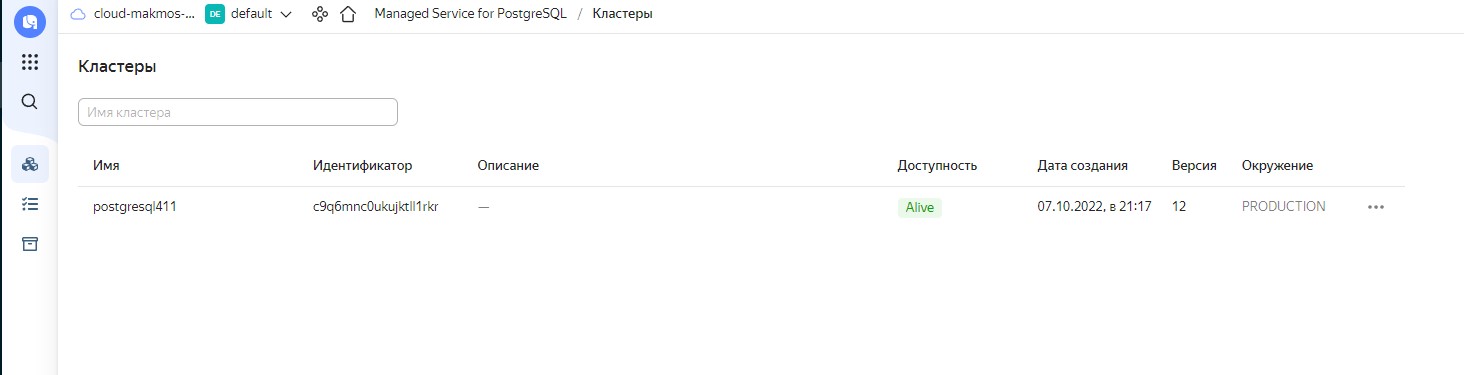 cloud-makmos-... DE default Managed Service for PostgreSQL / Кластеры
Кластеры
Имя кластера
Имя Идентификатор Описание Доступность Дата создания Версия Окружение
postgresql411 c9q6mnc0ukujktll1rkr — Alive 07.10.2022, в 21:17 12 PRODUCTION